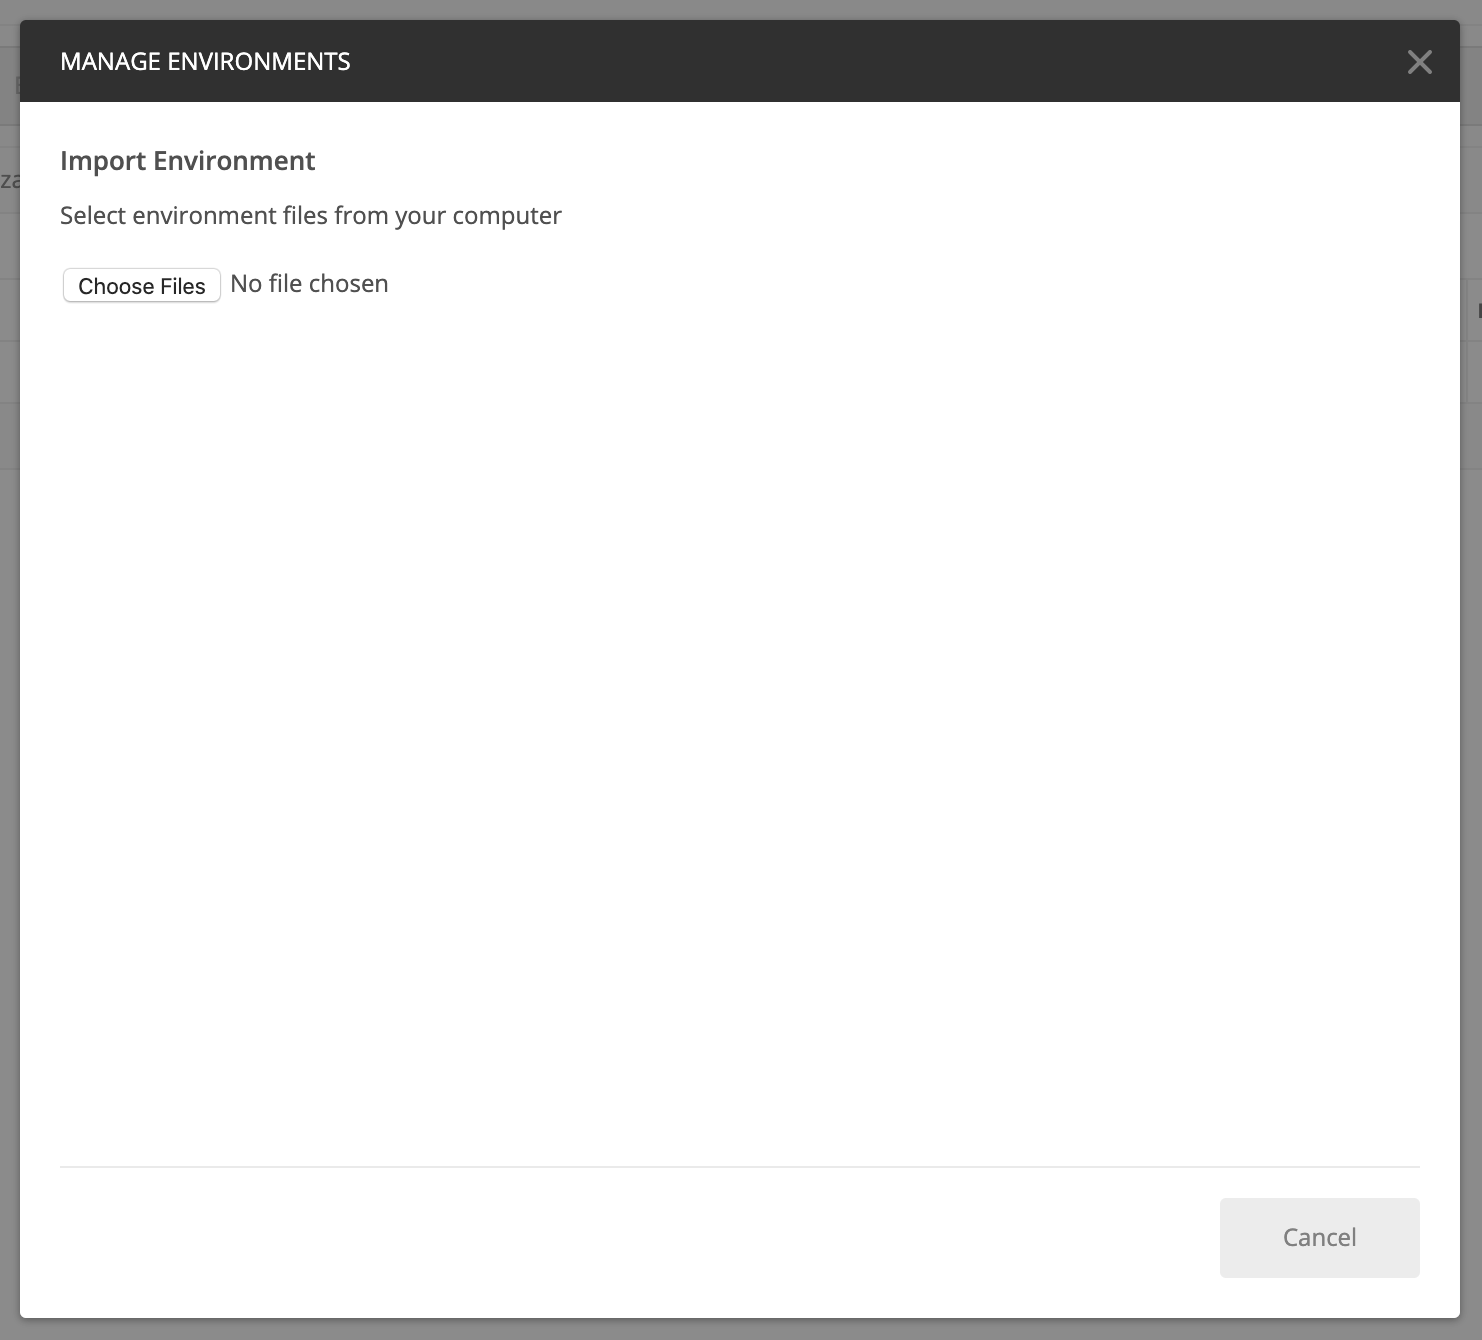 MANAGE ENVIRONMENTS
Import Environment
Select environment files from your computer
Choose Files No file chosen
Cancel